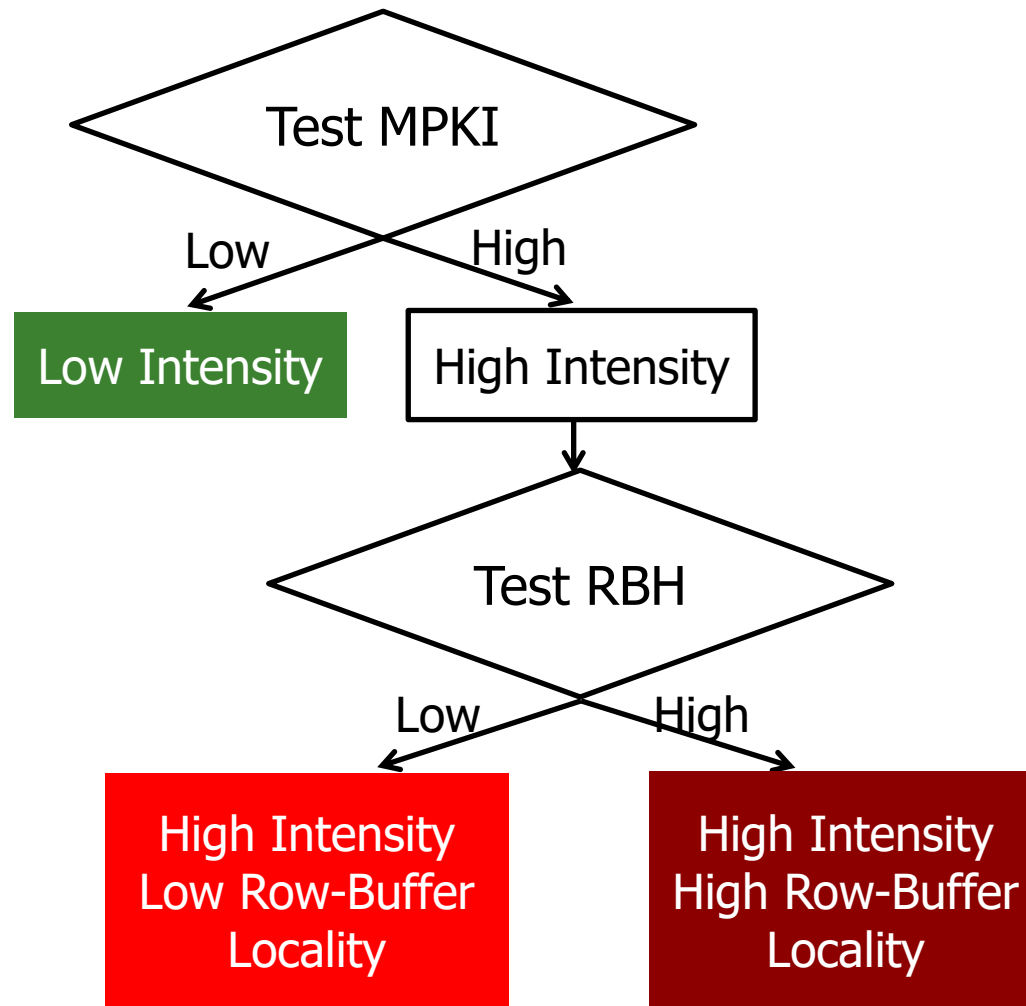 Test MPKI
Low
High
Low Intensity
High Intensity
Test RBH
Low
High
High Intensity
Low Row-Buffer
Locality
High Intensity
High Row-Buffer
Locality